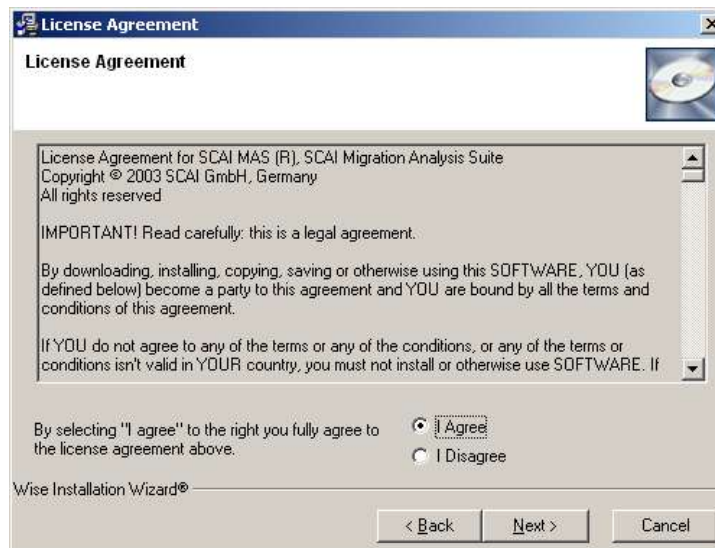 License Agreement
License Agreement
License Agreement for SCAI MAS (R), SCAI Migration Analysis Suite
Copyright © 2003 SCAI GmbH, Germany
All rights reserved
IMPORTANT! Read carefully: this is a legal agreement.
By downloading, installing, copying, saving or otherwise using this SOFTWARE, YOU (as
defined below) become a party to this agreement and YOU are bound by all the terms and
conditions of this agreement.
If YOU do not agree to any of the terms or any of the conditions, or any of the terms or
conditions isn't valid in YOUR country, you must not install or otherwise use SOFTWARE. If
By selecting "I agree" to the right you fully agree to
the license agreement above.
I Agree
I Disagree
Wise Installation Wizard®
< Back
Next >
Cancel